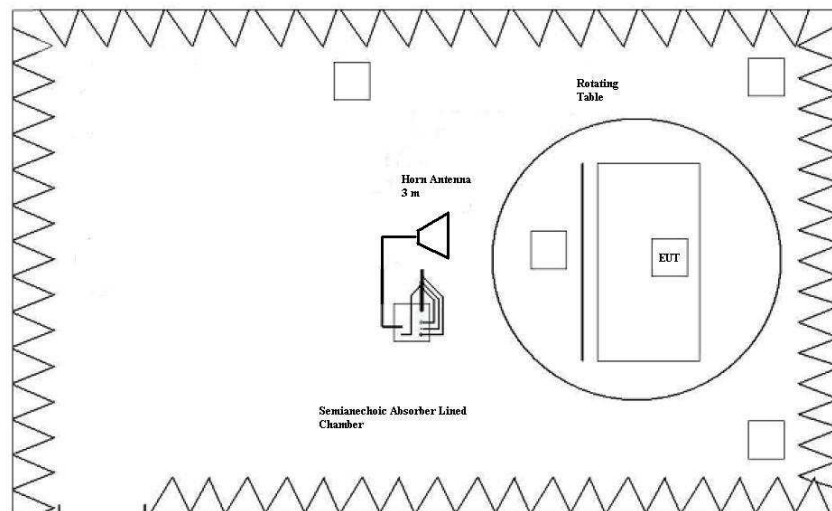 Rotating
Table
Horn Antenna
3 m
EUT
Semianechoic Absorber Lined
Chamber